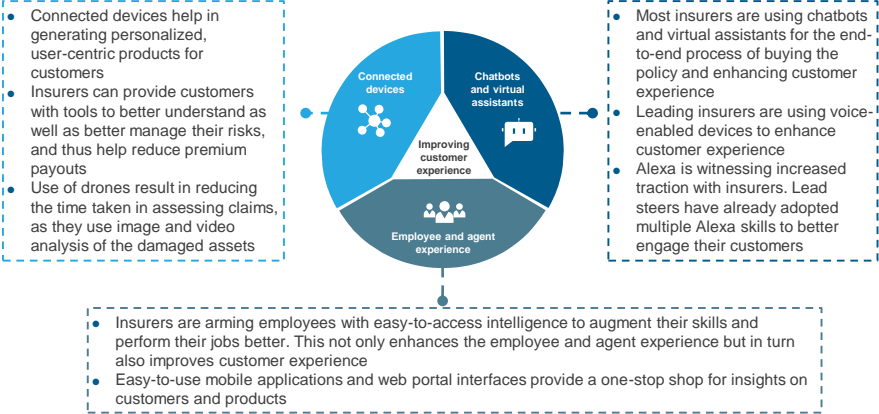 ● Connected devices help in
generating personalized,
user-centric products for
customers
● Insurers can provide customers
with tools to better understand as
well as better manage their risks,
and thus help reduce premium
payouts
● Use of drones result in reducing
the time taken in assessing claims,
as they use image and video
analysis of the damaged assets
Connected
devices
Chatbots
and virtual
assistants
Improving
customer
experience
Employee and agent
experience
● Most insurers are using chatbots
and virtual assistants for the end-
to-end process of buying the
policy and enhancing customer
experience
● Leading insurers are using voice-
enabled devices to enhance
customer experience
● Alexa is witnessing increased
traction with insurers. Lead
steers have already adopted
multiple Alexa skills to better
engage their customers
● Insurers are arming employees with easy-to-access intelligence to augment their skills and
perform their jobs better. This not only enhances the employee and agent experience but in turn
also improves customer experience
● Easy-to-use mobile applications and web portal interfaces provide a one-stop shop for insights on
customers and products